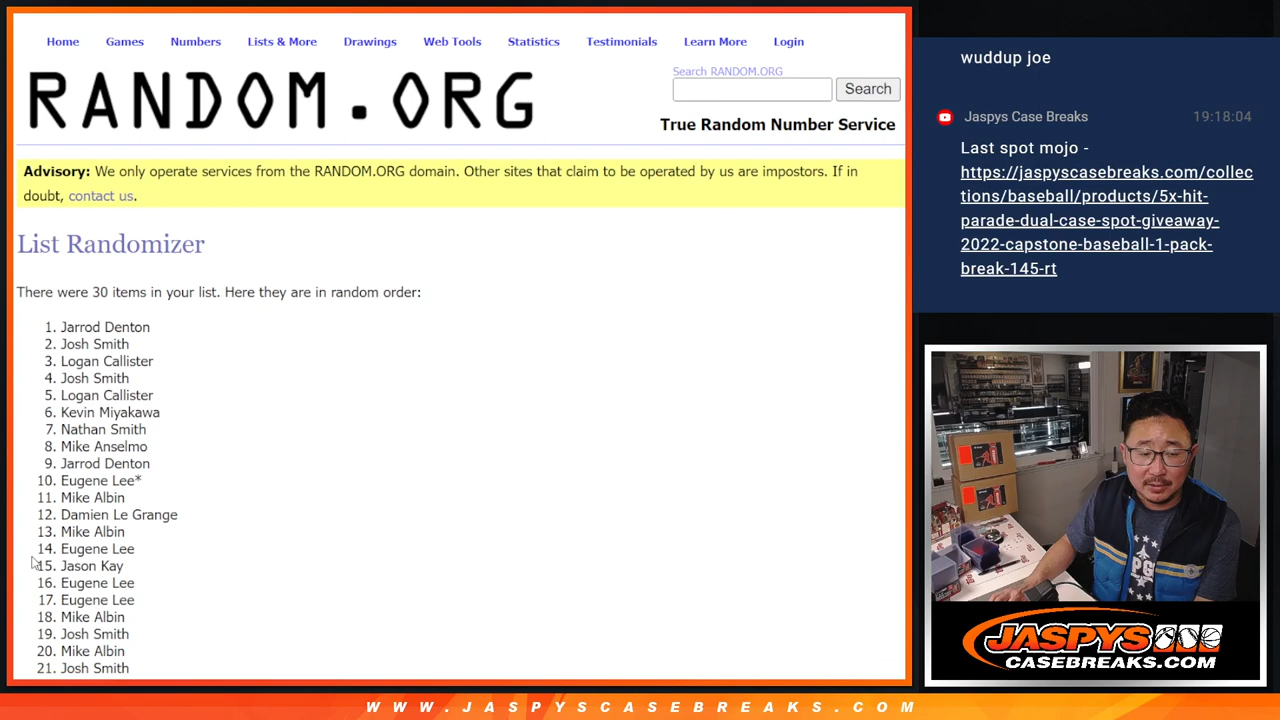 Home Games Numbers Lists & More Drawings Web Tools Statistics Testimonials Learn More Login
RANDOM.ORG
Search RANDOM.ORG
Search
True Random Number Service
Advisory: We only operate services from the RANDOM.ORG domain. Other sites that claim to be operated by us are impostors. If in
doubt, contact us.
List Randomizer
There were 30 items in your list. Here they are in random order:
1. Jarrod Denton
2. Josh Smith
3. Logan Callister
4. Josh Smith
5. Logan Callister
6. Kevin Miyakawa
7. Nathan Smith
8. Mike Anselmo
9. Jarrod Denton
10. Eugene Lee*
11. Mike Albin
12. Damien Le Grange
13. Mike Albin
14. Eugene Lee
15. Jason Kay
16. Eugene Lee
17. Eugene Lee
18. Mike Albin
19. Josh Smith
20. Mike Albin
21. Josh Smith
wuddup joe
Jaspys Case Breaks 19:18:04
Last spot mojo -
https://jaspyscasebreaks.com/collec
tions/baseball/products/5x-hit-
parade-dual-case-spot-giveaway-
2022-capstone-baseball-1-pack-
break-145-rt
JASPYS
CASEBREAKS.COM
WWW.JASPYSCASEBREAKS.COM